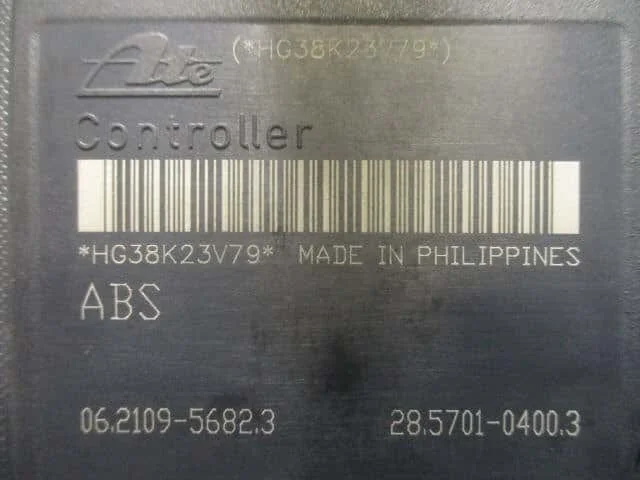 Ate (*HG38K23V79*)
Controller
*HG38K23V79* MADE IN PHILIPPINES
ABS
06.2109-5682.3 28.5701-0400.3